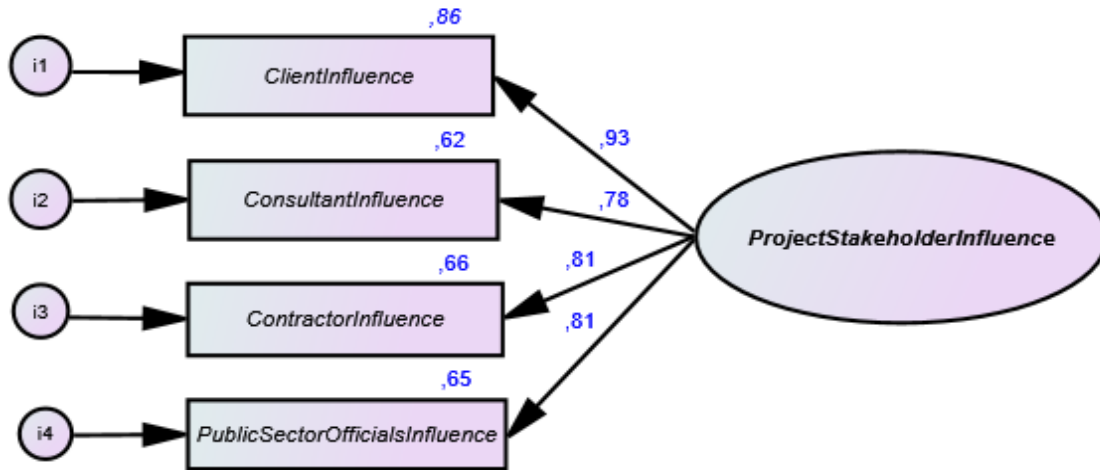 ,86
i1
ClientInfluence
,93
,62
i2
ConsultantInfluence
,78
ProjectStakeholderInfluence
,66
,81
i3
ContractorInfluence
,81
,65
i4
PublicSectorOfficialsInfluence